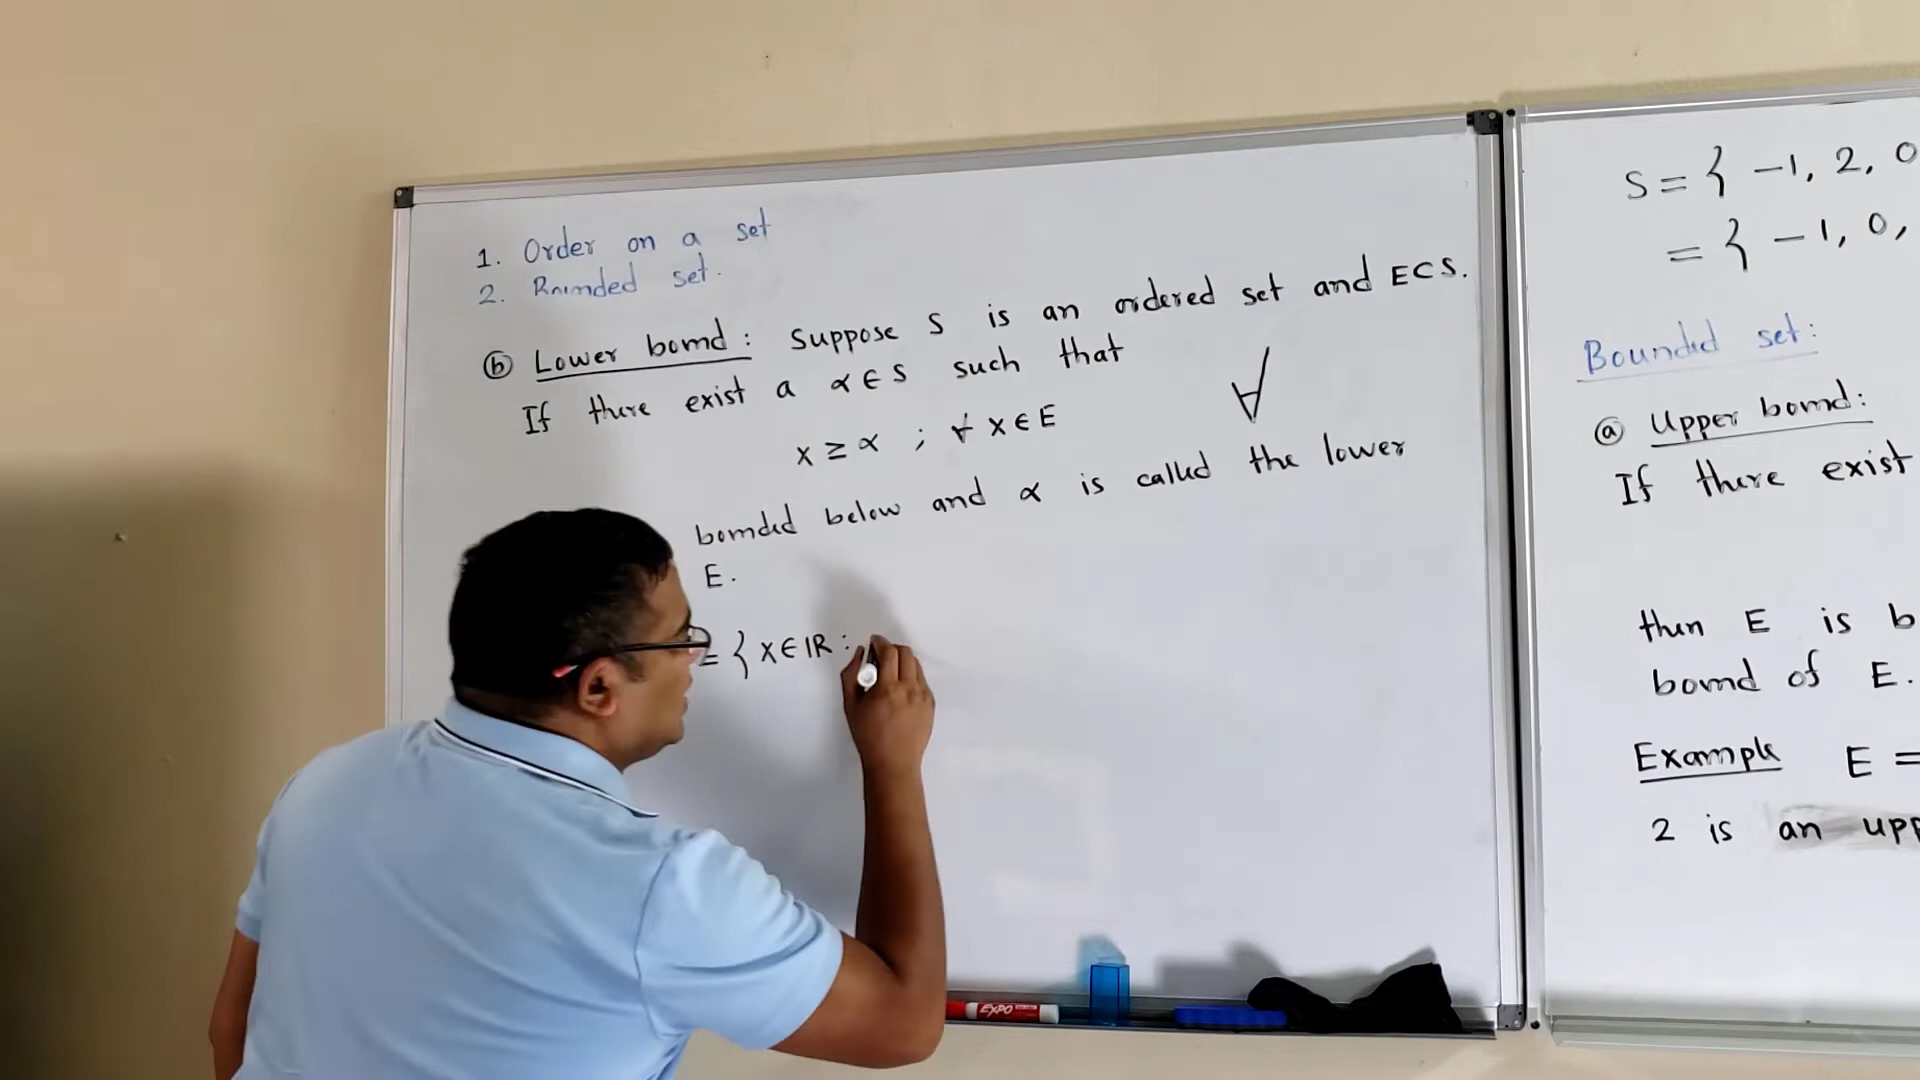 1. Order on a set
2. Bounded set.
ⓑ Lower bound: Suppose S is an ordered set and E⊂S.
If there exist a α∈S such that
x ≥ α ; ∀ x∈E
∀
bounded below and α is called the lower
E.
= { x∈ℝ :
EXPO
S = { -1, 2, 0
= { -1, 0,
Bounded set:
ⓐ Upper bound:
If there exist
then E is b
bound of E.
Example E =
2 is an upp